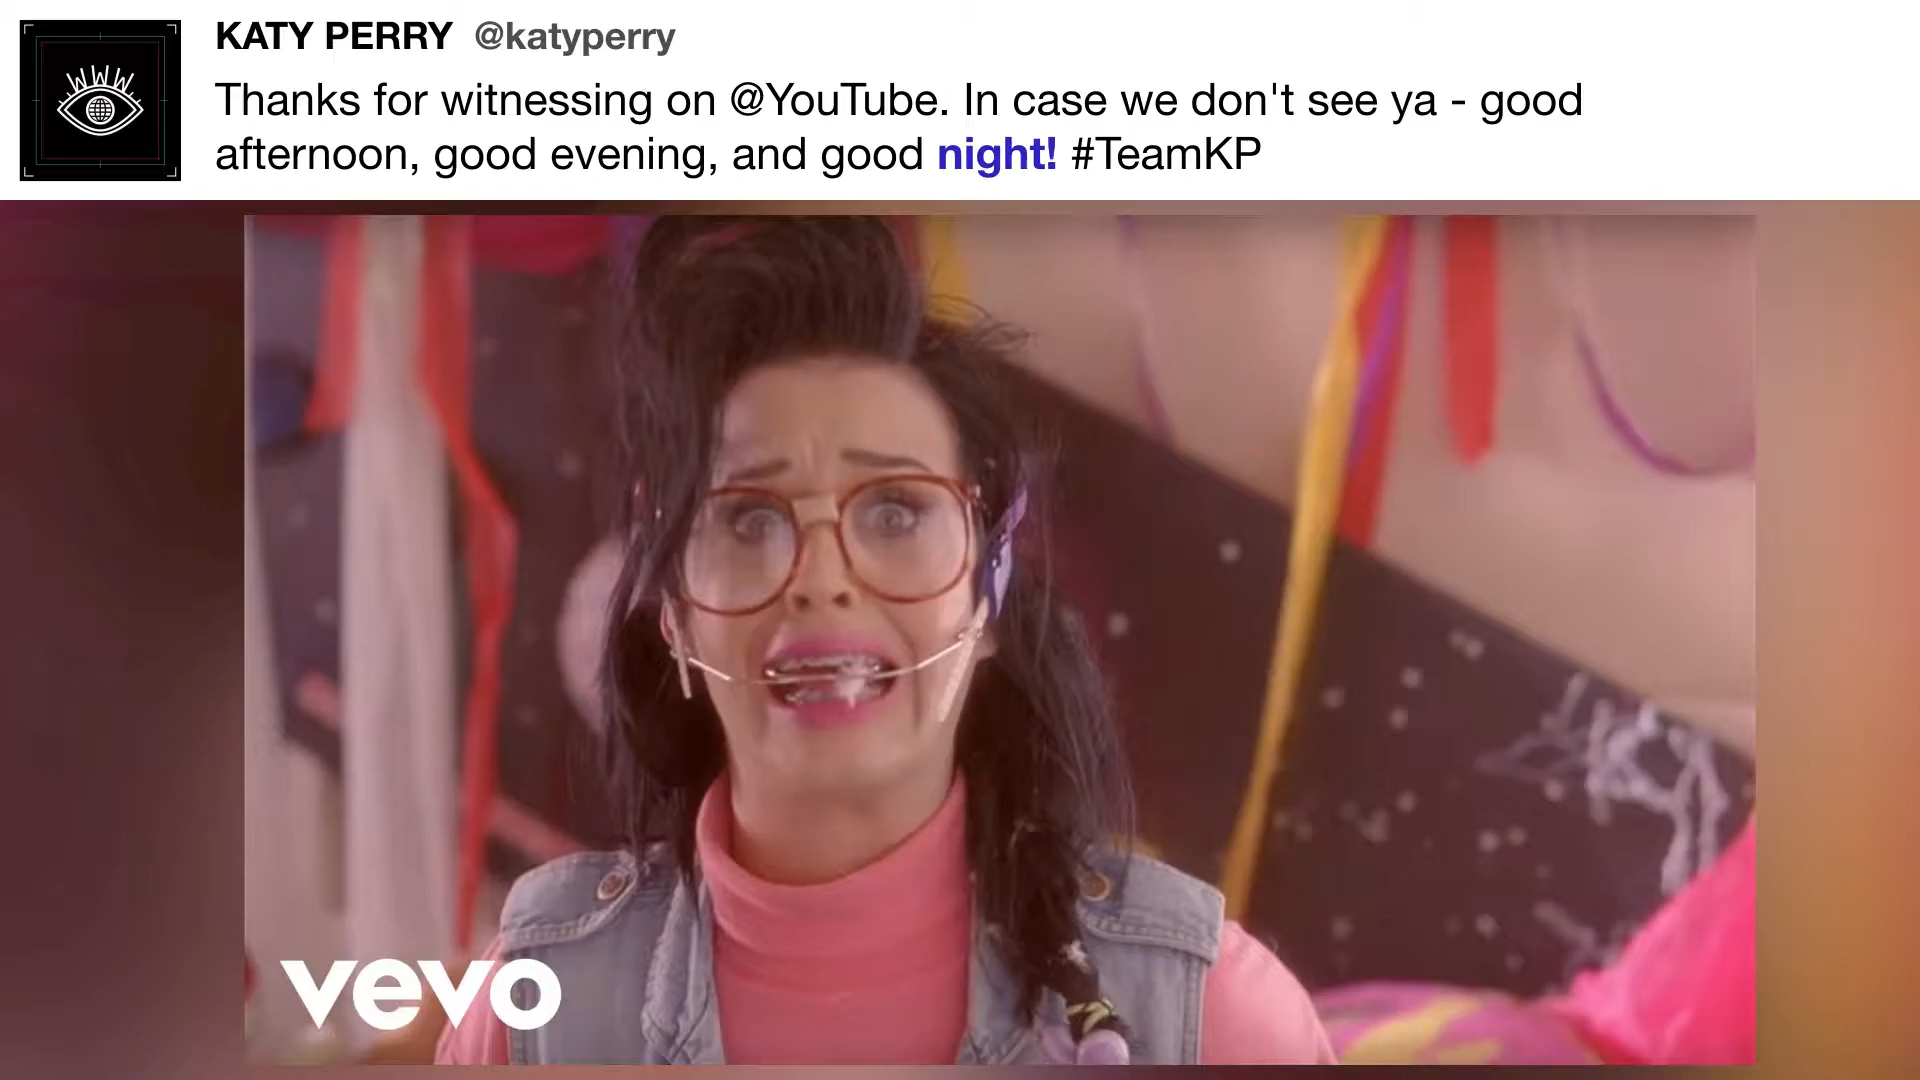 KATY PERRY @katyperry
Thanks for witnessing on @YouTube. In case we don't see ya - good
afternoon, good evening, and good night! #TeamKP
WWW
vevo